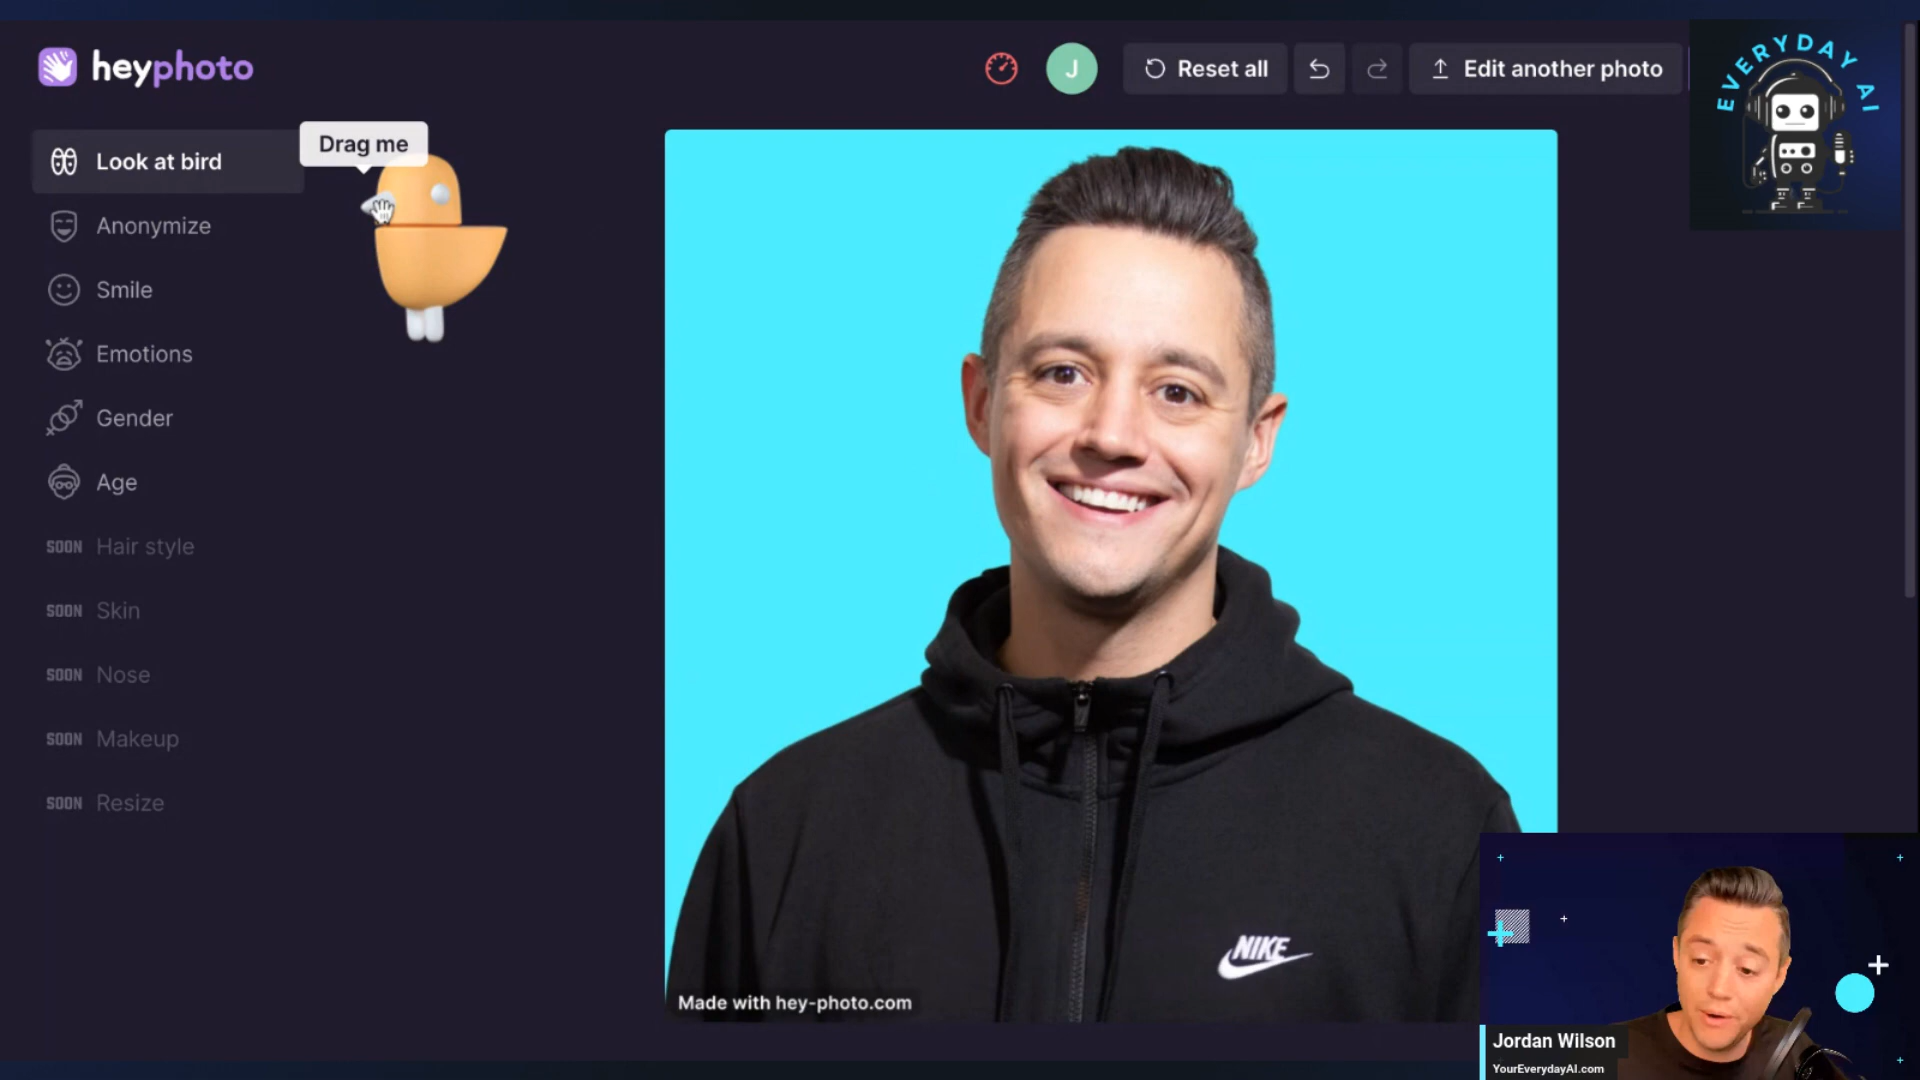 heyphoto
J
Reset all
Edit another photo
EVERYDAY AI
Drag me
Look at bird
Anonymize
Smile
Emotions
Gender
Age
SOON Hair style
SOON Skin
SOON Nose
SOON Makeup
SOON Resize
NIKE
Made with hey-photo.com
Jordan Wilson
YourEverydayAI.com